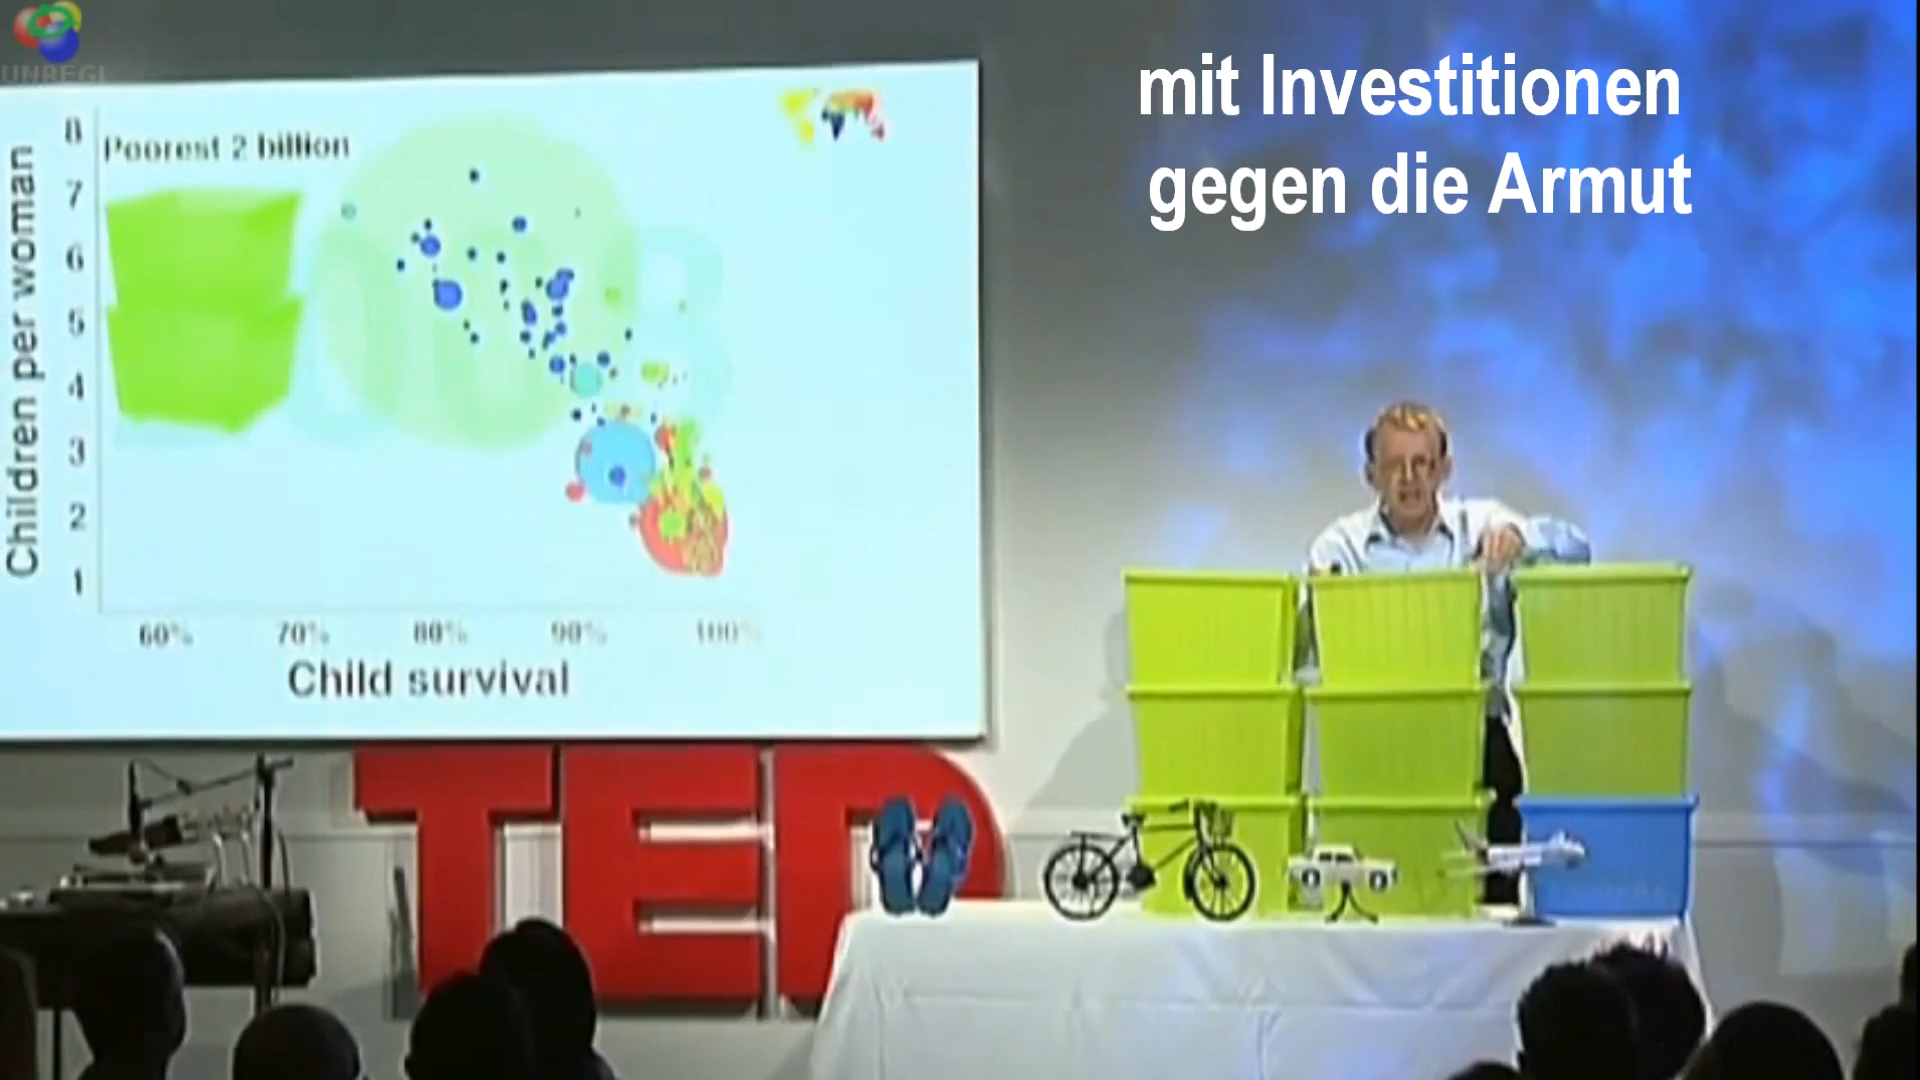 UNREGI
mit Investitionen
gegen die Armut
Poorest 2 billion
Children per woman
8
7
6
5
4
3
2
1
60% 70% 80% 90% 100%
Child survival
TED